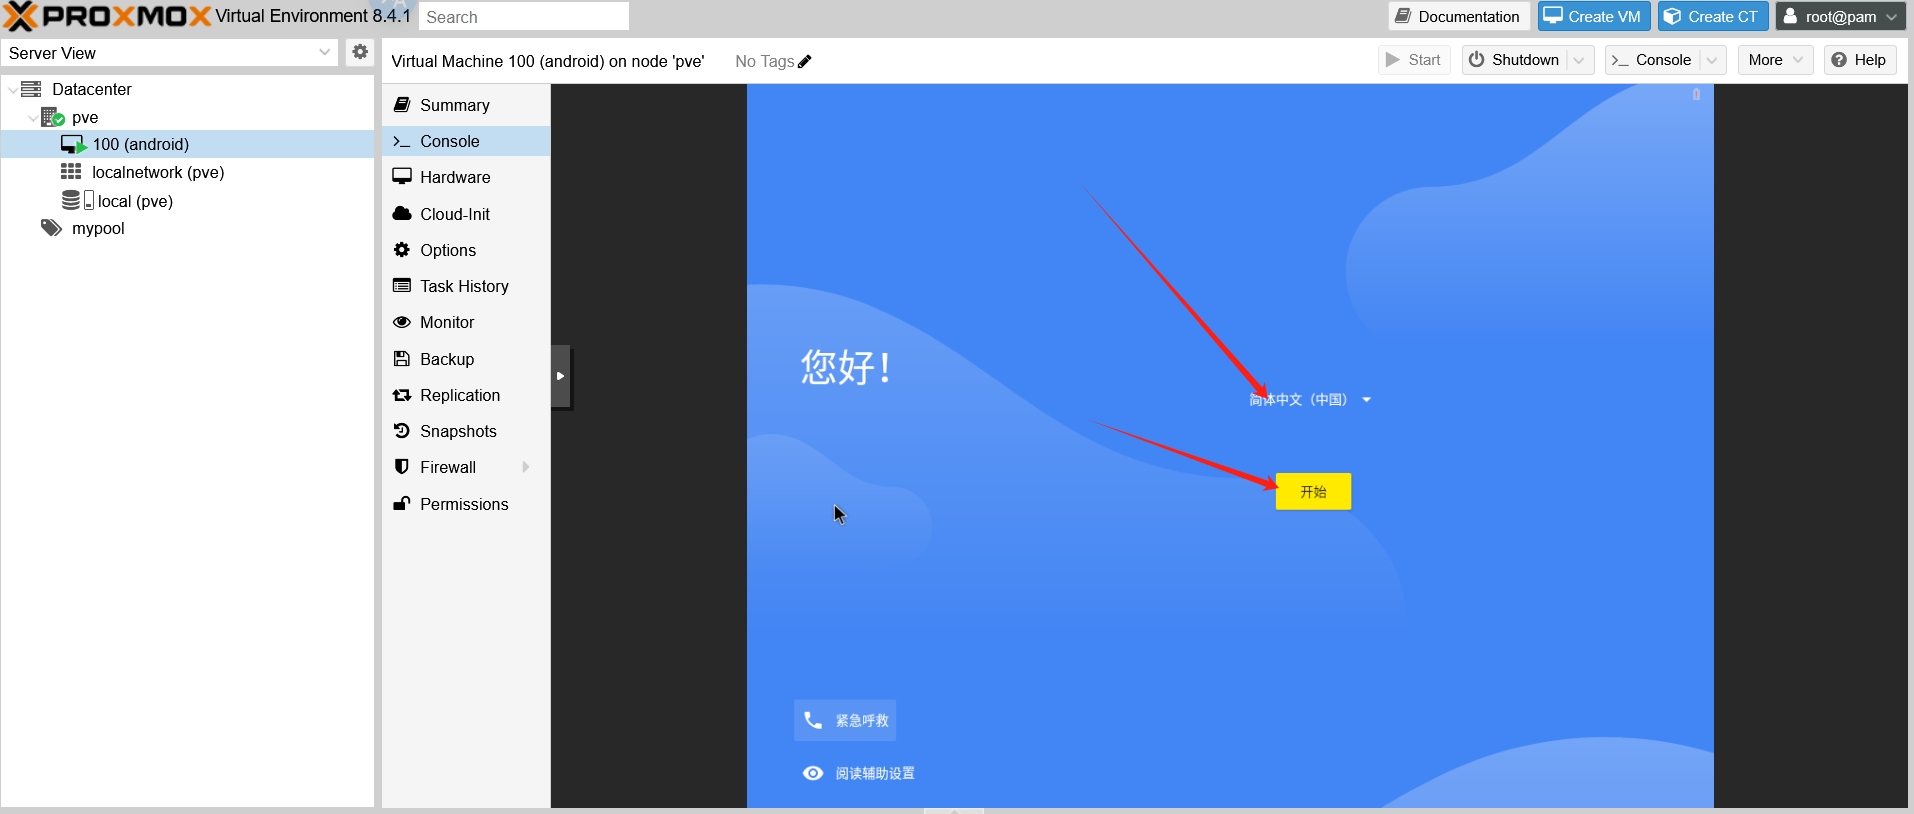 PROXMOX Virtual Environment 8.4.1 Search Documentation Create VM Create CT root@pam
Server View
Virtual Machine 100 (android) on node 'pve' No Tags Start Shutdown Console More Help
Datacenter
pve
100 (android)
localnetwork (pve)
local (pve)
mypool
Summary
Console
Hardware
Cloud-Init
Options
Task History
Monitor
Backup
Replication
Snapshots
Firewall
Permissions
您好！
简体中文（中国）
开始
紧急呼救
阅读辅助设置